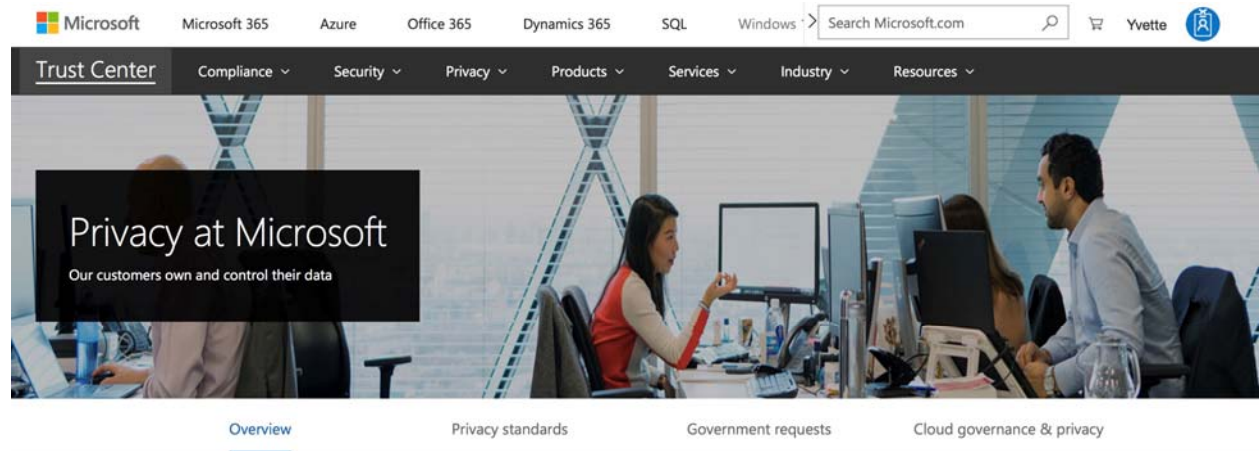 Microsoft Microsoft 365 Azure Office 365 Dynamics 365 SQL Windows Search Microsoft.com Yvette
Trust Center Compliance Security Privacy Products Services Industry Resources
Privacy at Microsoft
Our customers own and control their data
Overview Privacy standards Government requests Cloud governance & privacy